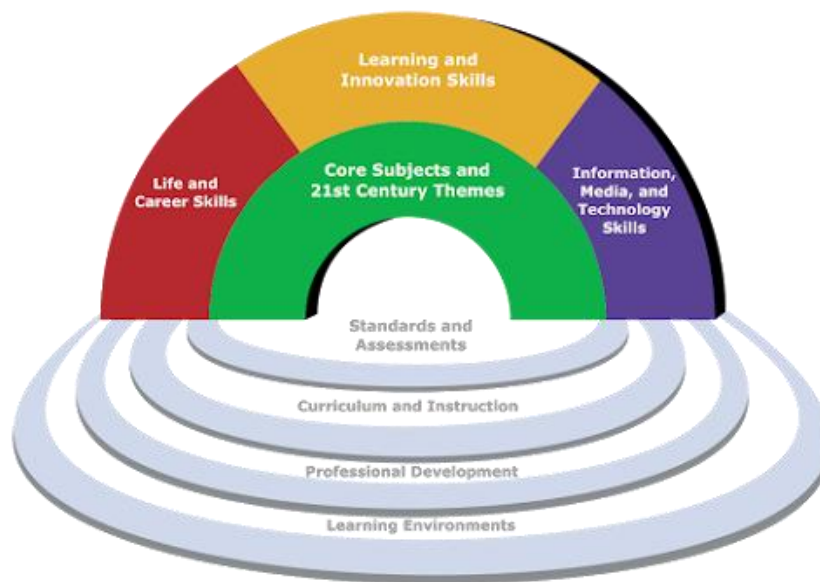 Learning and
Innovation Skills
Core Subjects and
21st Century Themes
Life and
Career Skills
Information,
Media, and
Technology
Skills
Standards and
Assessments
Curriculum and Instruction
Professional Development
Learning Environments